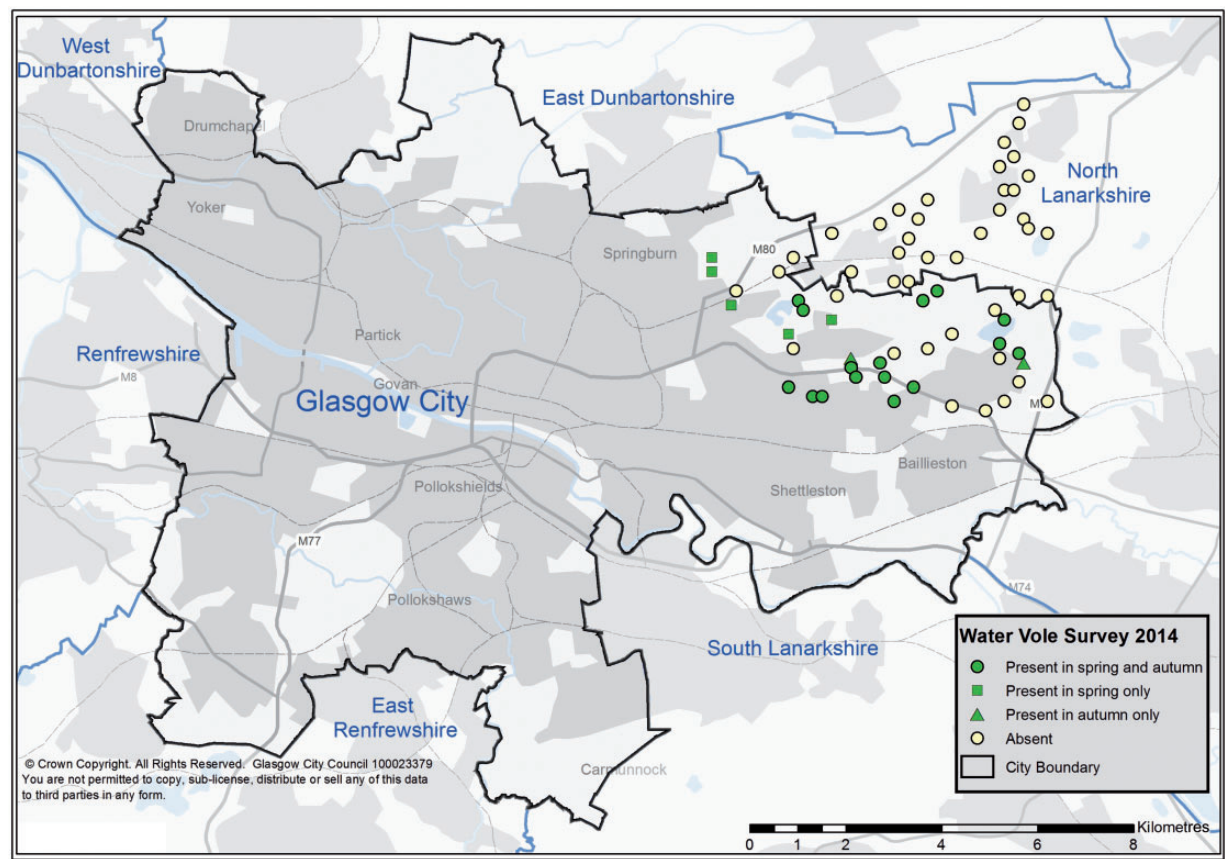 West
Dunbartonshire
East Dunbartonshire
Drumchapel
North
Lanarkshire
Yoker
Springburn
M80
Partick
Renfrewshire
M8
Govan
Glasgow City
Baillieston
Shettleston
Pollokshields
M77
M74
Pollokshaws
South Lanarkshire
East
Renfrewshire
Carmunnock
Water Vole Survey 2014
Present in spring and autumn
Present in spring only
Present in autumn only
Absent
City Boundary
© Crown Copyright. All Rights Reserved. Glasgow City Council 100023379
You are not permitted to copy, sub-license, distribute or sell any of this data
to third parties in any form.
Kilometres
0 1 2 4 6 8